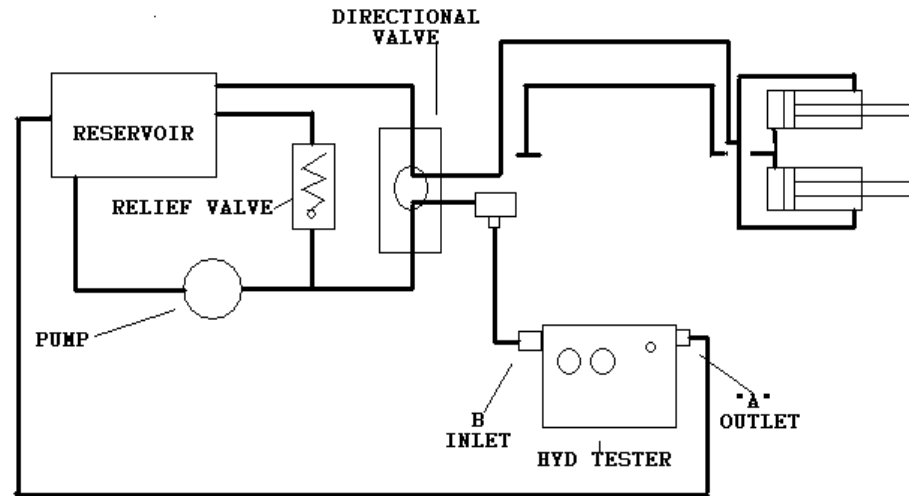 DIRECTIONAL
VALVE
RESERVOIR
RELIEF VALVE
PUMP
B
INLET
"A"
OUTLET
HYD TESTER